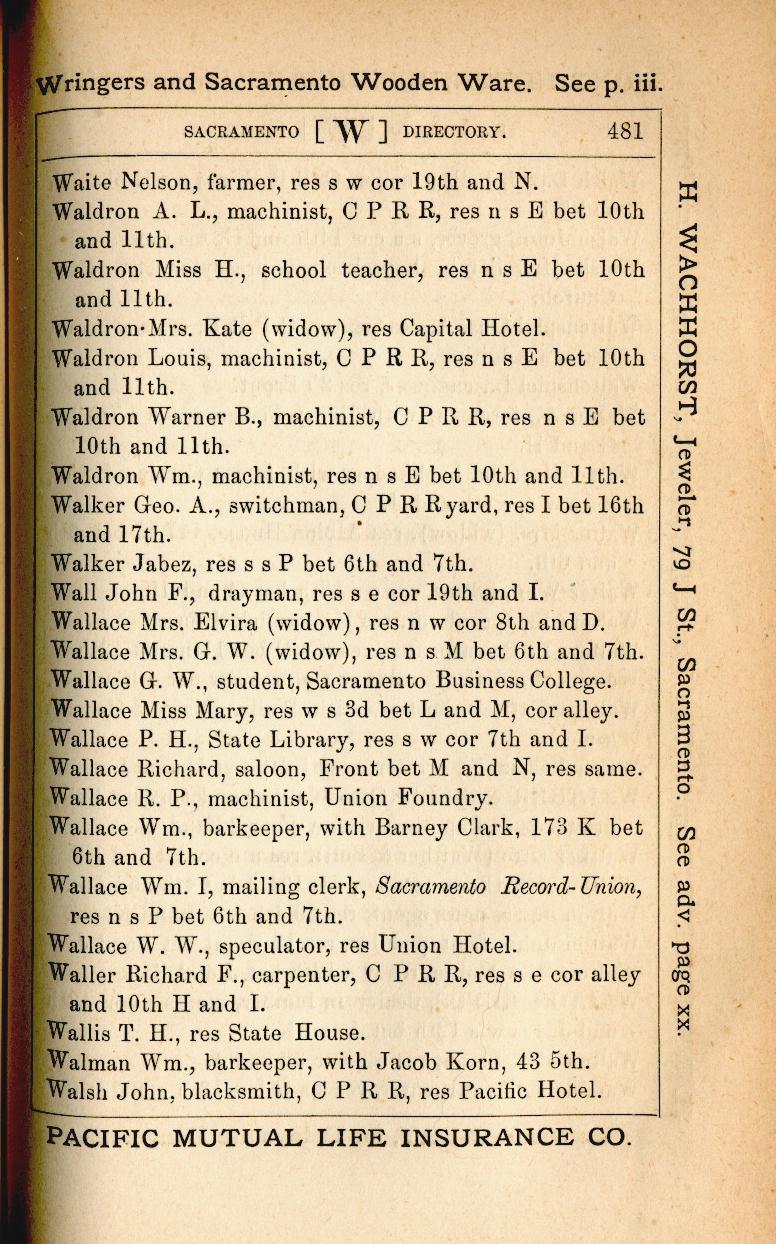 Wringers and Sacramento Wooden Ware. See p. iii.
SACRAMENTO [ W ] DIRECTORY. 481
Waite Nelson, farmer, res s w cor 19th and N.
Waldron A. L., machinist, C P R R, res n s E bet 10th
and 11th.
Waldron Miss H., school teacher, res n s E bet 10th
and 11th.
Waldron Mrs. Kate (widow), res Capital Hotel.
Waldron Louis, machinist, C P R R, res n s E bet 10th
and 11th.
Waldron Warner B., machinist, C P R R, res n s E bet
10th and 11th.
Waldron Wm., machinist, res n s E bet 10th and 11th.
Walker Geo. A., switchman, C P R R yard, res I bet 16th
and 17th.
Walker Jabez, res s s P bet 6th and 7th.
Wall John F., drayman, res s e cor 19th and I.
Wallace Mrs. Elvira (widow), res n w cor 8th and D.
Wallace Mrs. G. W. (widow), res n s M bet 6th and 7th.
Wallace G. W., student, Sacramento Business College.
Wallace Miss Mary, res w s 3d bet L and M, cor alley.
Wallace P. H., State Library, res s w cor 7th and I.
Wallace Richard, saloon, Front bet M and N, res same.
Wallace R. P., machinist, Union Foundry.
Wallace Wm., barkeeper, with Barney Clark, 173 K bet
6th and 7th.
Wallace Wm. I, mailing clerk, Sacramento Record-Union,
res n s P bet 6th and 7th.
Wallace W. W., speculator, res Union Hotel.
Waller Richard F., carpenter, C P R R, res s e cor alley
and 10th H and I.
Wallis T. H., res State House.
Walman Wm., barkeeper, with Jacob Korn, 43 5th.
Walsh John, blacksmith, C P R R, res Pacific Hotel.
PACIFIC MUTUAL LIFE INSURANCE CO.
H. WACHHORST, Jeweler, 79 J St., Sacramento. See adv. page xx.